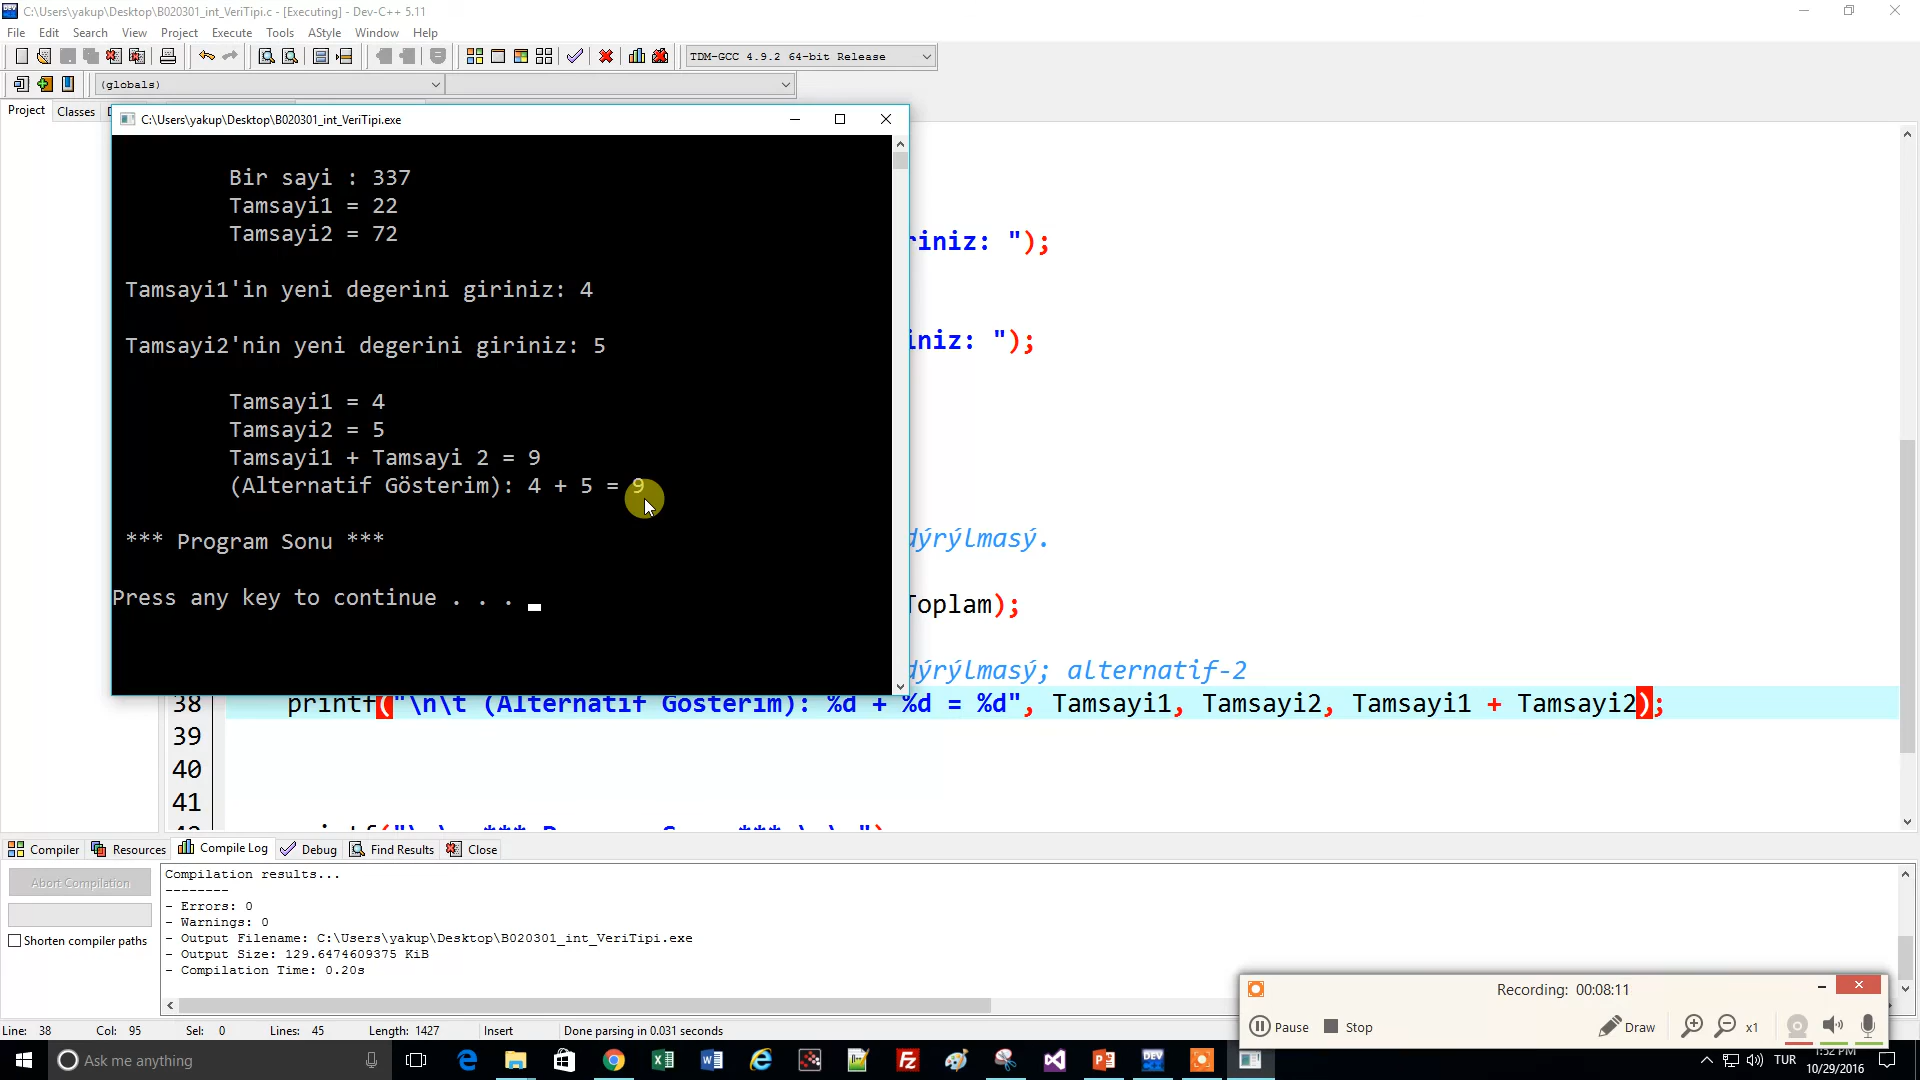 C:\Users\yakup\Desktop\B020301_int_VeriTipi.c - [Executing] - Dev-C++ 5.11
File Edit Search View Project Execute Tools AStyle Window Help
TDM-GCC 4.9.2 64-bit Release
(globals)
Project Classes
C:\Users\yakup\Desktop\B020301_int_VeriTipi.exe
Bir sayi : 337
Tamsayi1 = 22
Tamsayi2 = 72
riniz: ");
Tamsayi1'in yeni degerini giriniz: 4
Tamsayi2'nin yeni degerini giriniz: 5
iniz: ");
Tamsayi1 = 4
Tamsayi2 = 5
Tamsayi1 + Tamsayi 2 = 9
(Alternatif Gösterim): 4 + 5 = 9
*** Program Sonu ***
dýrýlmasý.
Press any key to continue . . .
Toplam);
dýrýlmasý; alternatif-2
38 printf("\n\t (Alternatif Gosterim): %d + %d = %d", Tamsayi1, Tamsayi2, Tamsayi1 + Tamsayi2);
39
40
41
Compiler Resources Compile Log Debug Find Results Close
Abort Compilation
Shorten compiler paths
Compilation results...
--------
- Errors: 0
- Warnings: 0
- Output Filename: C:\Users\yakup\Desktop\B020301_int_VeriTipi.exe
- Output Size: 129.6474609375 KiB
- Compilation Time: 0.20s
Recording: 00:08:11
Pause Stop Draw x1
Line: 38 Col: 95 Sel: 0 Lines: 45 Length: 1427 Insert Done parsing in 0.031 seconds
Ask me anything
TUR
1:52 PM
10/29/2016